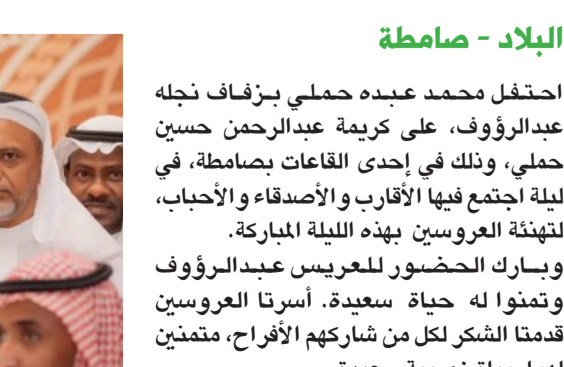 البلاد - صامطة
احتفل محمد عبده حملي بزفاف نجله
عبدالرؤوف، على كريمة عبدالرحمن حسين
حملي، وذلك في إحدى القاعات بصامطة، في
ليلة اجتمع فيها الأقارب والأصدقاء والأحباب،
لتهنئة العروسين بهذه الليلة المباركة.
وبارك الحضور للعريس عبدالرؤوف
وتمنوا له حياة سعيدة. أسرتا العروسين
قدمتا الشكر لكل من شاركهم الأفراح، متمنين